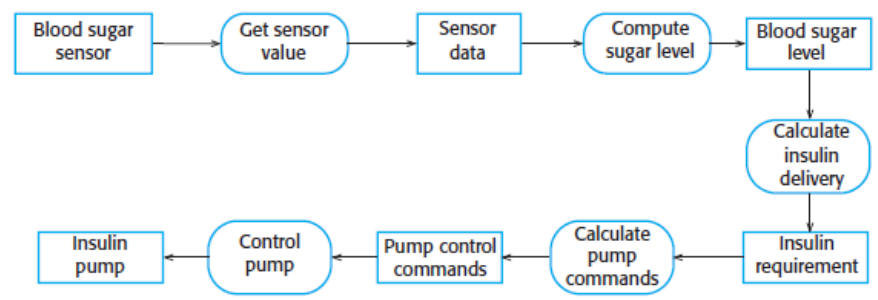 Blood sugar
sensor
Get sensor
value
Sensor
data
Compute
sugar level
Blood sugar
level
Calculate
insulin
delivery
Insulin
requirement
Calculate
pump
commands
Pump control
commands
Control
pump
Insulin
pump